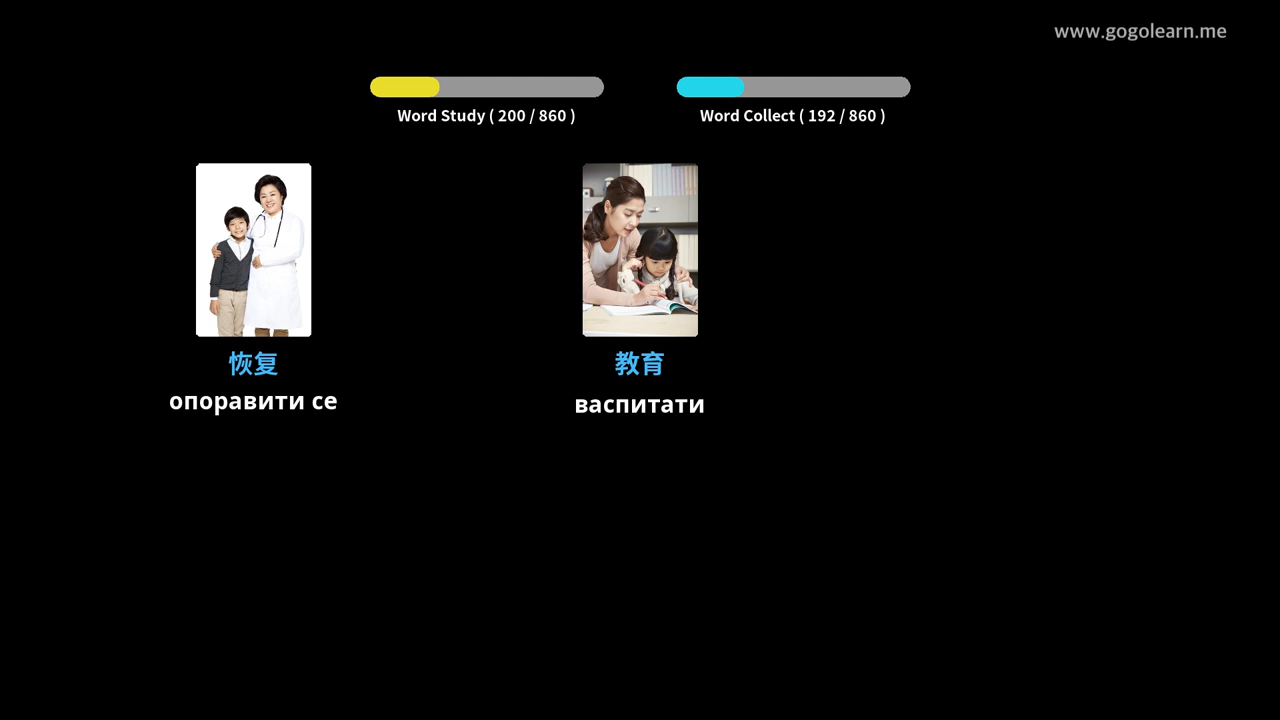 www.gogolearn.me
Word Study ( 200 / 860 )
Word Collect ( 192 / 860 )
恢复
опоравити се
教育
васпитати